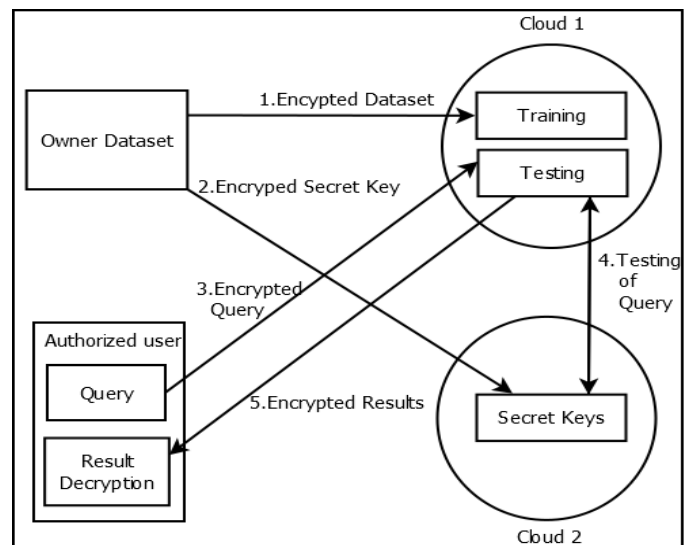 Cloud 1
1.Encypted Dataset
Training
Owner Dataset
Testing
2.Encryped Secret Key
4.Testing
of
Query
3.Encrypted
Query
Authorized user
Query
5.Encrypted Results
Secret Keys
Result
Decryption
Cloud 2